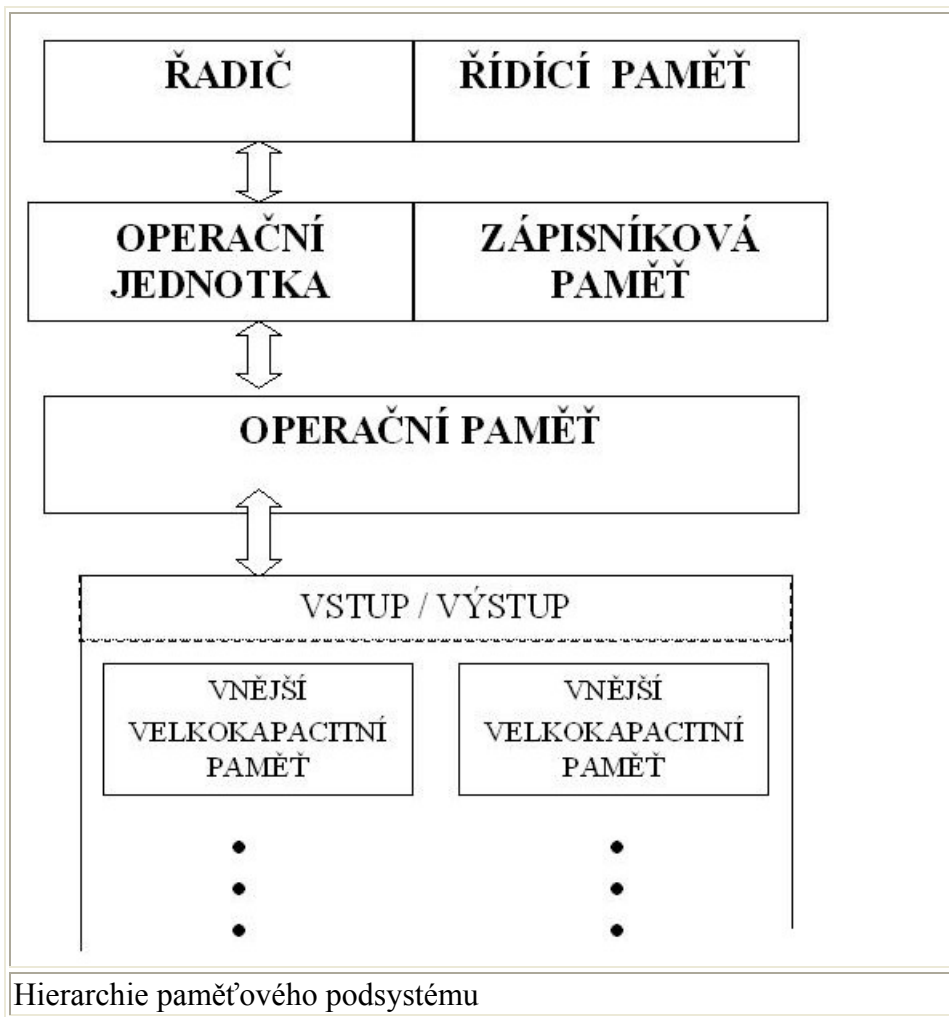 ŘADIČ
ŘÍDÍCÍ PAMĚŤ
OPERAČNÍ
JEDNOTKA
ZÁPISNÍKOVÁ
PAMĚŤ
OPERAČNÍ PAMĚŤ
VSTUP / VÝSTUP
VNĚJŠÍ
VELKOKAPACITNÍ
PAMĚŤ
VNĚJŠÍ
VELKOKAPACITNÍ
PAMĚŤ
Hierarchie paměťového podsystému